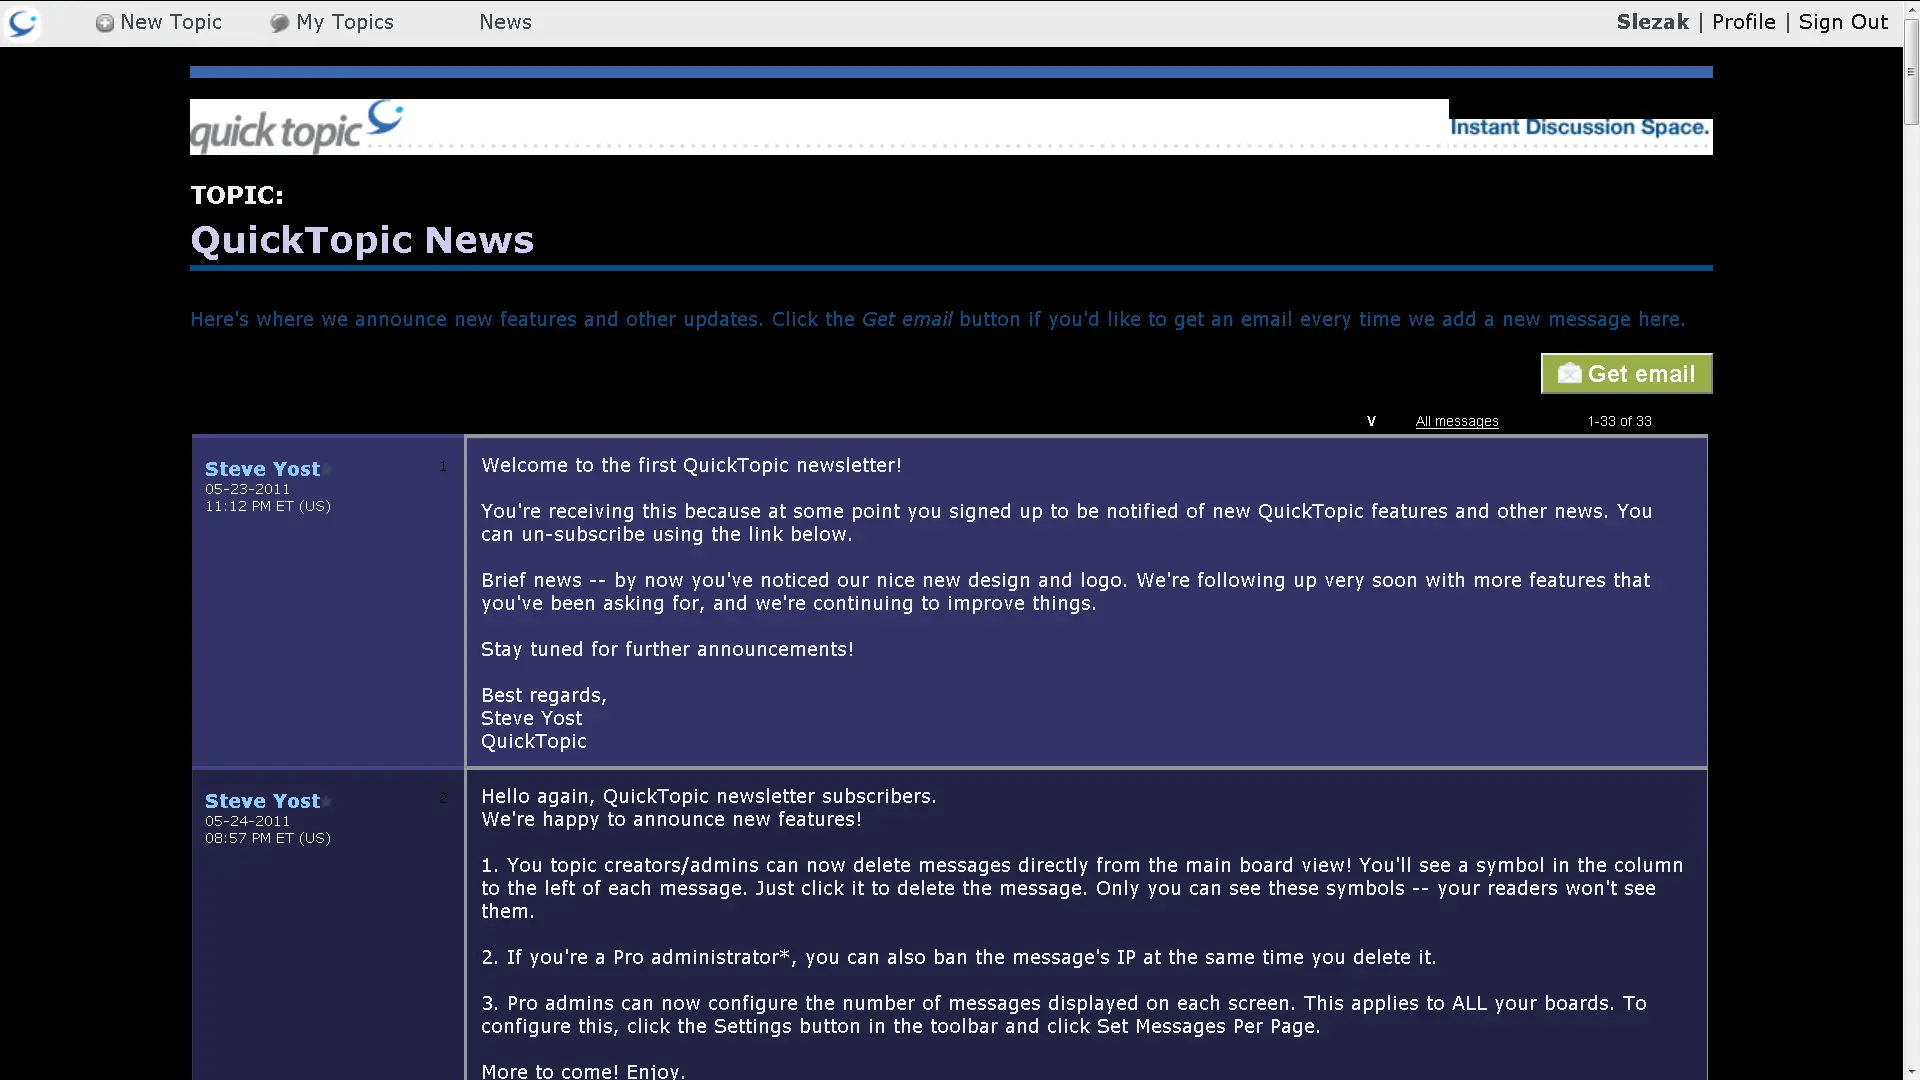 New Topic My Topics News Slezak | Profile | Sign Out
quick topic
Instant Discussion Space.
TOPIC:
QuickTopic News
Here's where we announce new features and other updates. Click the Get email button if you'd like to get an email every time we add a new message here.
Get email
V All messages 1-33 of 33
Steve Yost 1
05-23-2011
11:12 PM ET (US)
Welcome to the first QuickTopic newsletter!
You're receiving this because at some point you signed up to be notified of new QuickTopic features and other news. You
can un-subscribe using the link below.
Brief news -- by now you've noticed our nice new design and logo. We're following up very soon with more features that
you've been asking for, and we're continuing to improve things.
Stay tuned for further announcements!
Best regards,
Steve Yost
QuickTopic
Steve Yost 2
05-24-2011
08:57 PM ET (US)
Hello again, QuickTopic newsletter subscribers.
We're happy to announce new features!
1. You topic creators/admins can now delete messages directly from the main board view! You'll see a symbol in the column
to the left of each message. Just click it to delete the message. Only you can see these symbols -- your readers won't see
them.
2. If you're a Pro administrator*, you can also ban the message's IP at the same time you delete it.
3. Pro admins can now configure the number of messages displayed on each screen. This applies to ALL your boards. To
configure this, click the Settings button in the toolbar and click Set Messages Per Page.
More to come! Enjoy.